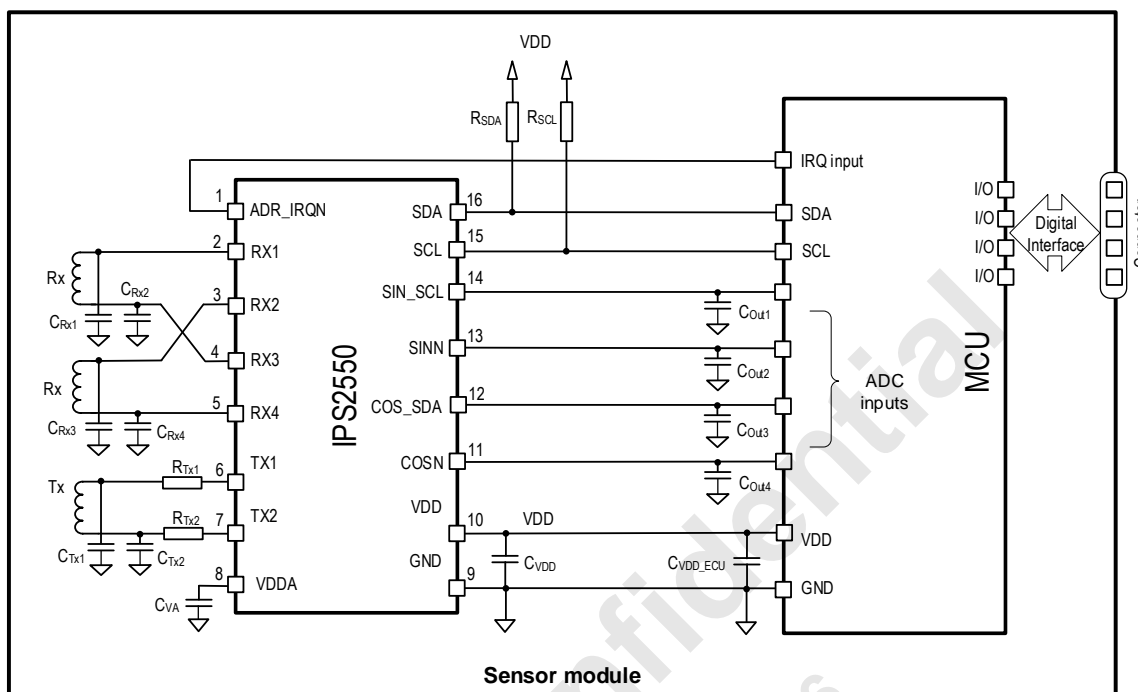 VDD
RSDA
RSCL
IRQ input
1
ADR_IRQN
SDA
16
SDA
I/O
I/O
I/O
I/O
Digital
Interface
2
RX1
SCL
15
SCL
Rx
CRx2
CRx1
3
RX2
SIN_SCL
14
COut1
4
RX3
SINN
13
COut2
Rx
CRx3
CRx4
5
RX4
COS_SDA
12
COut3
ADC
inputs
IPS2550
MCU
TX1
6
RTx1
COSN
11
COut4
Tx
RTx2
7
TX2
VDD
10
VDD
VDD
CTx1
CTx2
CVDD
CVDD_ECU
8
VDDA
CVA
GND
9
GND
Sensor module
nfidential